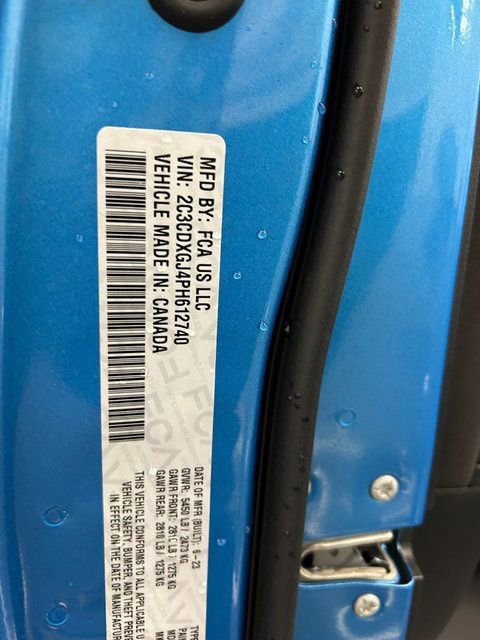 MFD BY: FCA US LLC
VIN: 2C3CDXGJ4PH612740
VEHICLE MADE IN: CANADA
DATE OF MFR (BUILT): 6 - 23
GVWR: 5450 LB / 2473 KG
GAWR FRONT: 2810 LB / 1275 KG
GAWR REAR: 2810 LB / 1275 KG
THIS VEHICLE CONFORMS TO ALL APPLICABLE
VEHICLE SAFETY, BUMPER, AND THEFT
IN EFFECT ON THE DATE OF MANUFACTUR
FCA